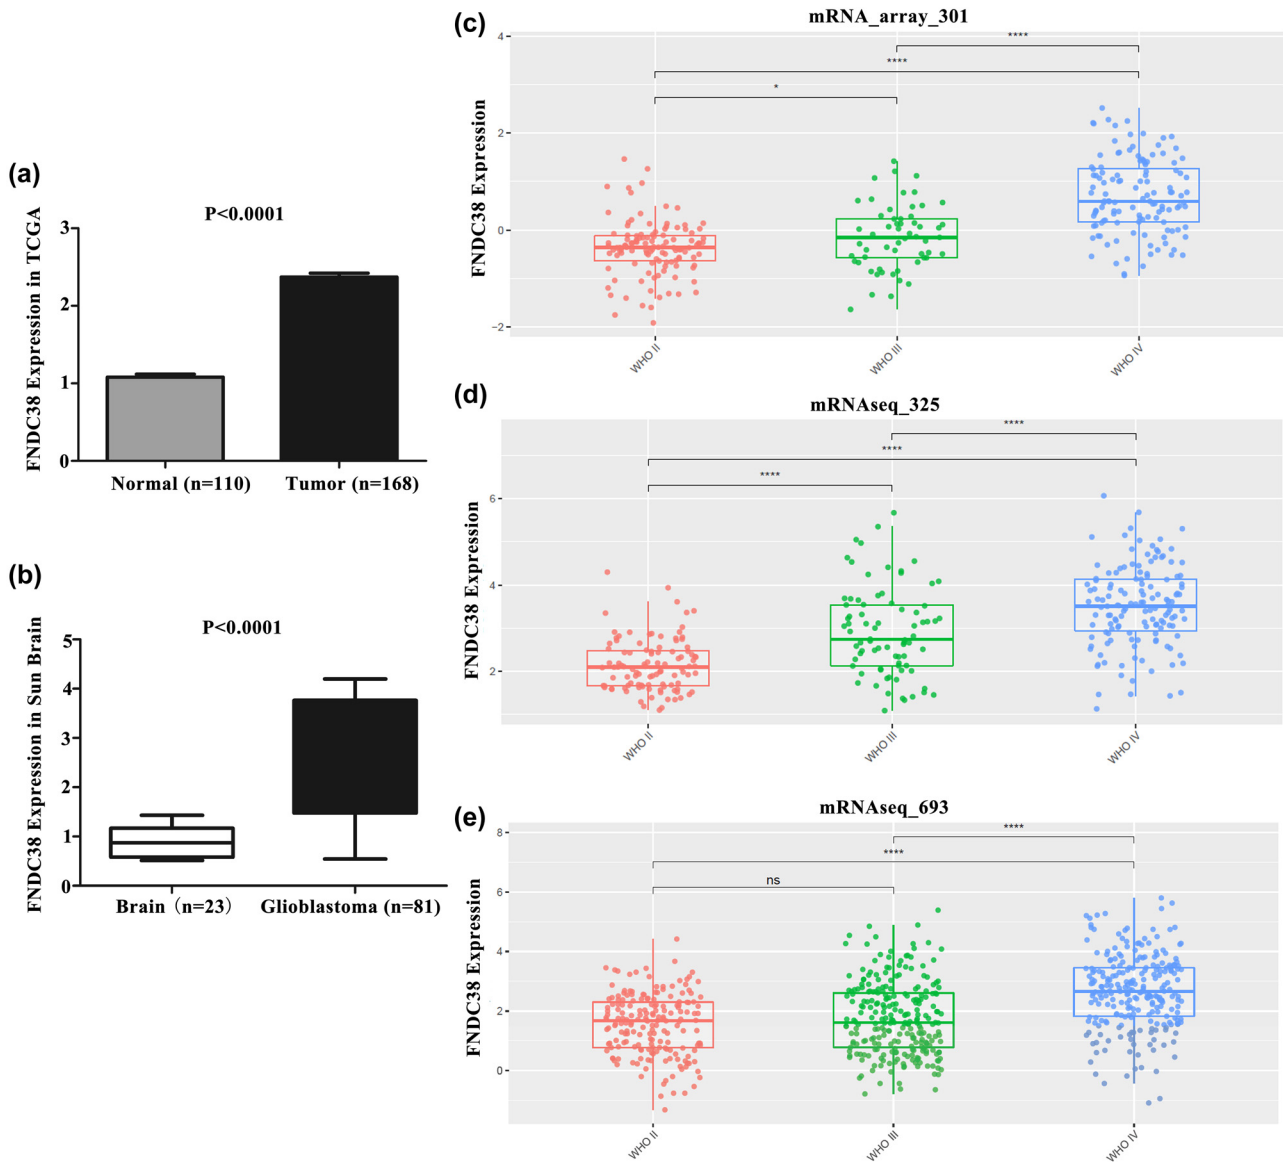 (a)
P<0.0001
FNDC38 Expression in TCGA
3
2
1
0
Normal (n=110)
Tumor (n=168)
(b)
P<0.0001
FNDC38 Expression in Sun Brain
5
4
3
2
1
0
Brain (n=23)
Glioblastoma (n=81)
(c)
mRNA_array_301
FNDC38 Expression
4
2
0
−2
****
****
*
WHO II
WHO III
WHO IV
(d)
mRNAseq_325
FNDC38 Expression
6
4
2
****
****
****
WHO II
WHO III
WHO IV
(e)
mRNAseq_693
FNDC38 Expression
8
6
4
2
0
****
****
ns
WHO II
WHO III
WHO IV